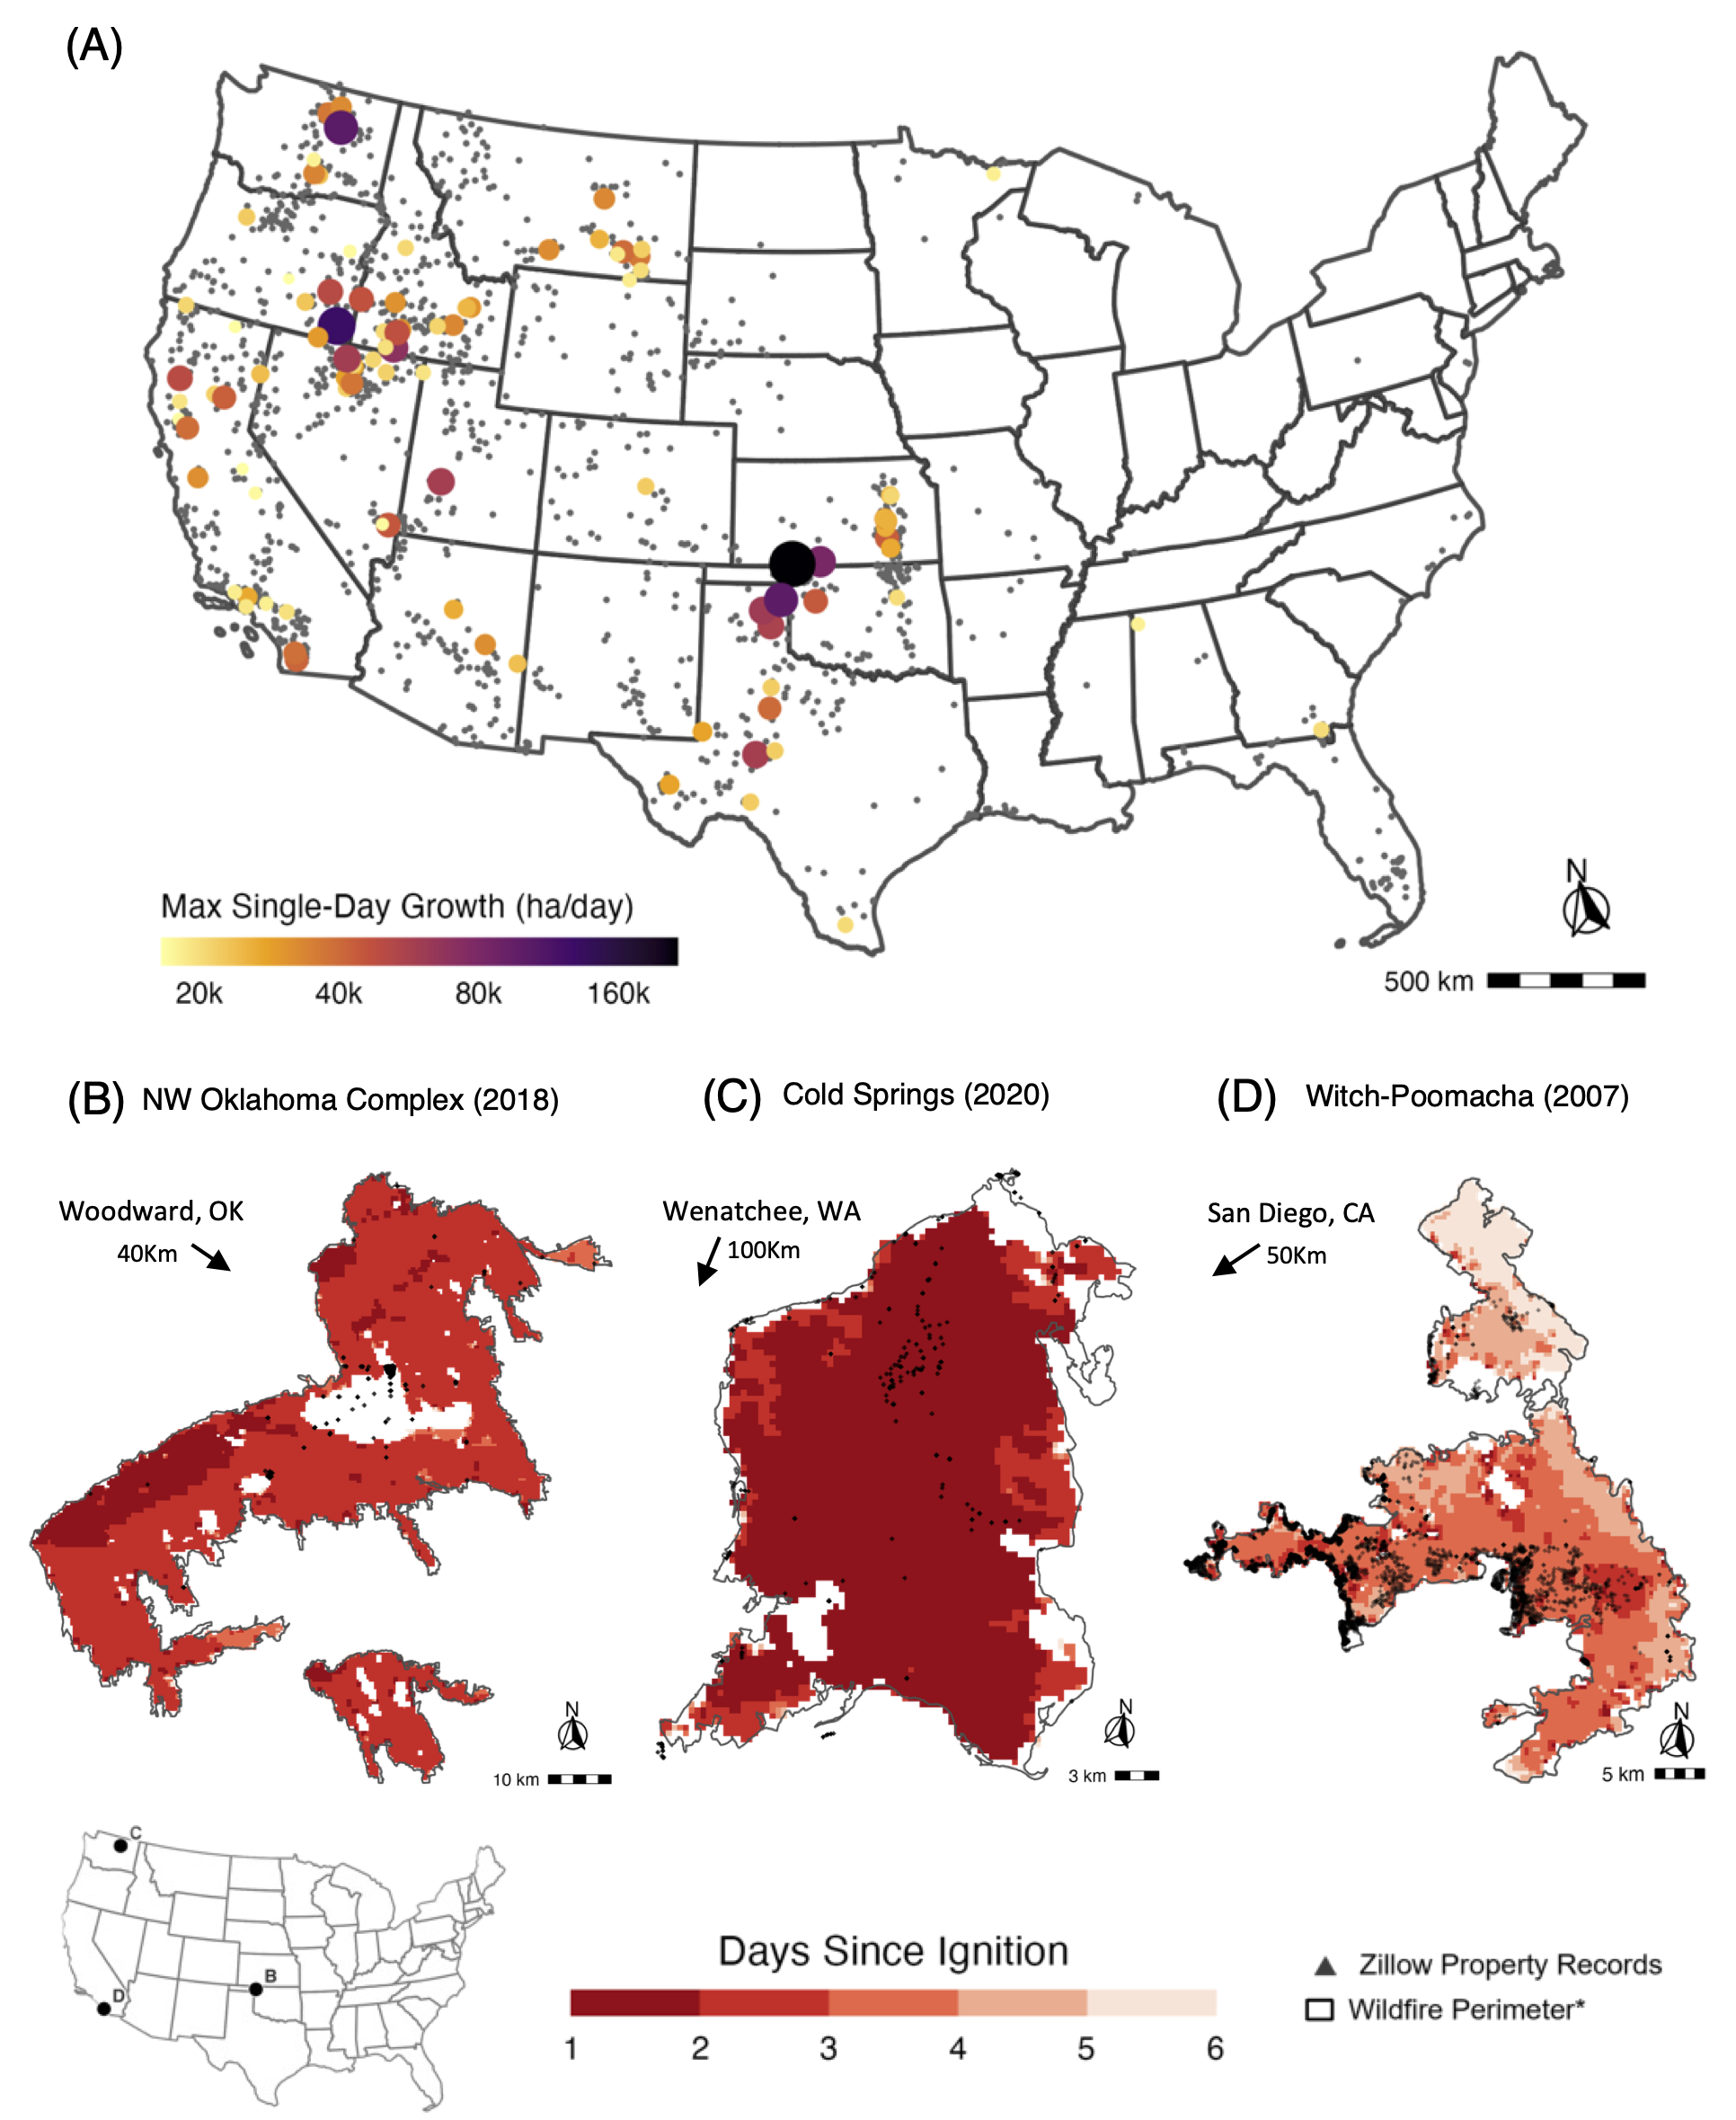 (A)
Max Single-Day Growth (ha/day)
20k 40k 80k 160k
N
500 km
(B) NW Oklahoma Complex (2018)
(C) Cold Springs (2020)
(D) Witch-Poomacha (2007)
Woodward, OK
40Km
Wenatchee, WA
100Km
San Diego, CA
50Km
N
10 km
N
3 km
N
5 km
C
B
D
Days Since Ignition
1 2 3 4 5 6
Zillow Property Records
Wildfire Perimeter*